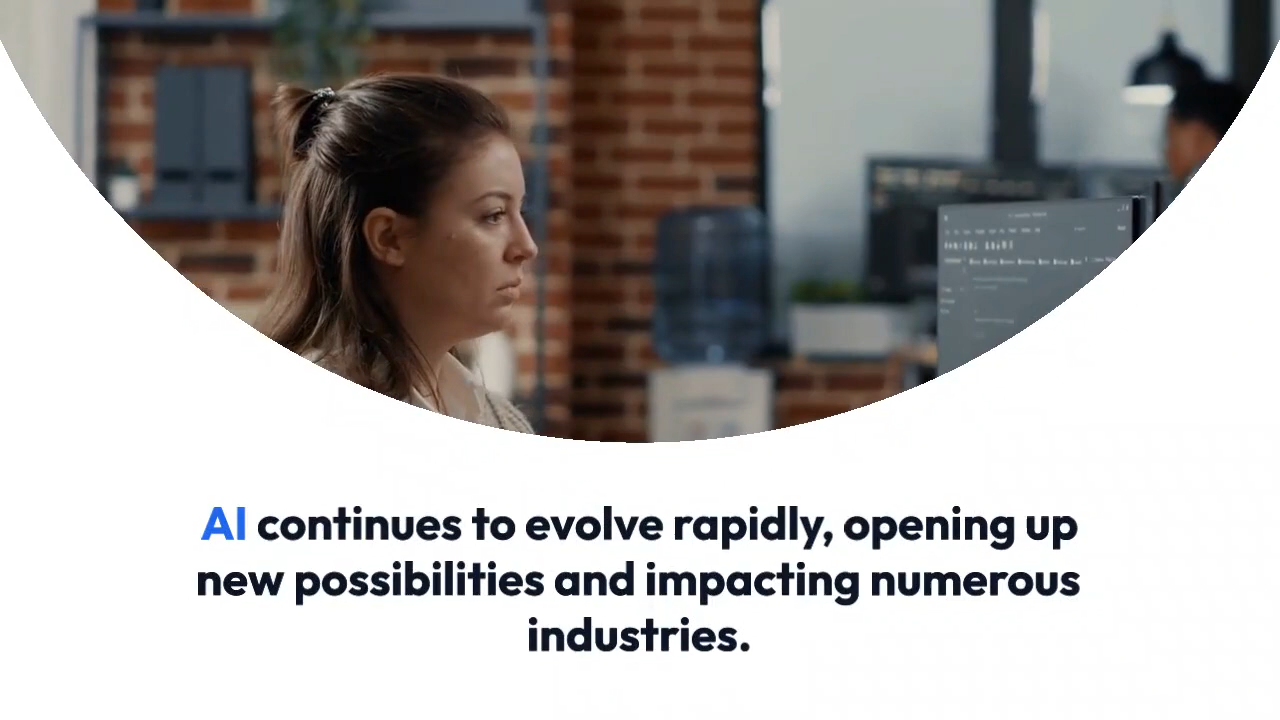 AI continues to evolve rapidly, opening up
new possibilities and impacting numerous
industries.